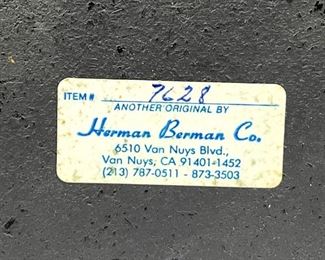 ITEM # 7628
ANOTHER ORIGINAL BY
Herman Berman Co.
6510 Van Nuys Blvd.,
Van Nuys, CA 91401-1452
(213) 787-0511 - 873-3503